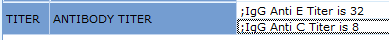 TITER ANTIBODY TITER ;IgG Anti E Titer is 32
;IgG Anti C Titer is 8